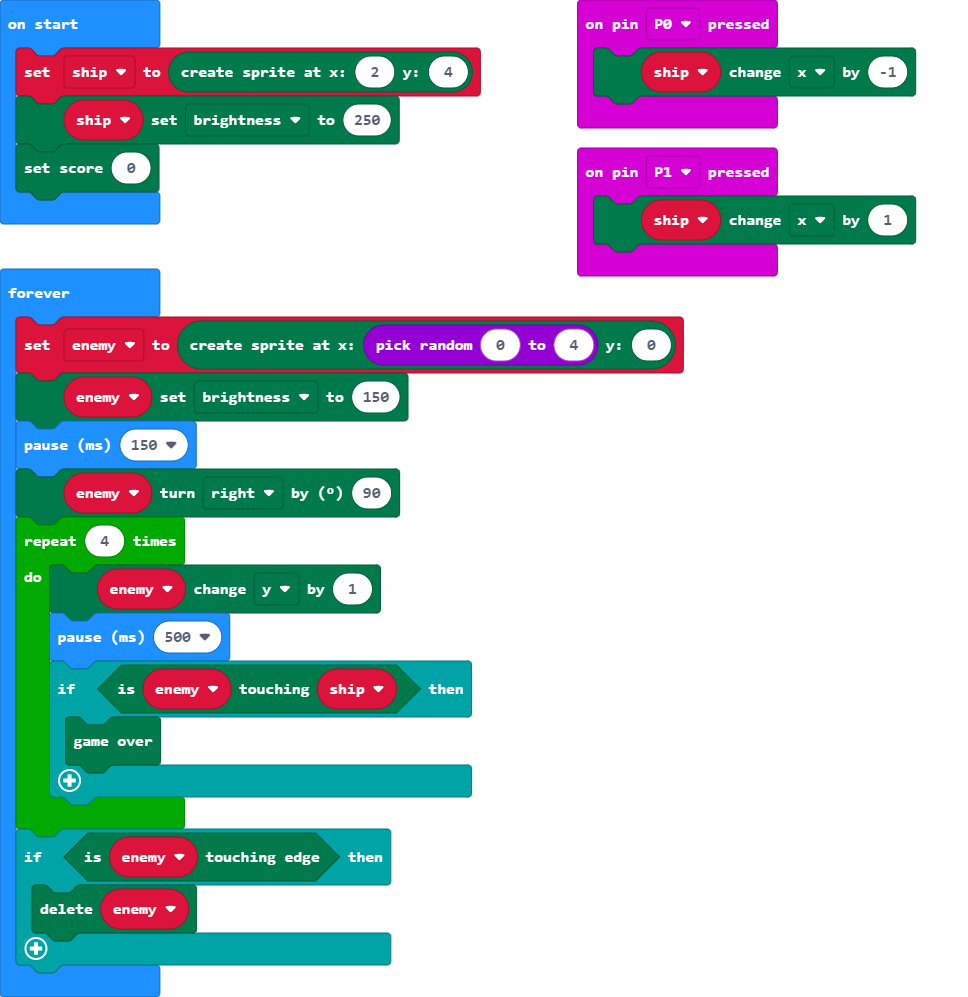 on start
set ship to create sprite at x: 2 y: 4
ship set brightness to 250
set score 0
on pin P0 pressed
ship change x by -1
on pin P1 pressed
ship change x by 1
forever
set enemy to create sprite at x: pick random 0 to 4 y: 0
enemy set brightness to 150
pause (ms) 150
enemy turn right by (º) 90
repeat 4 times
do
enemy change y by 1
pause (ms) 500
if is enemy touching ship then
game over
if is enemy touching edge then
delete enemy